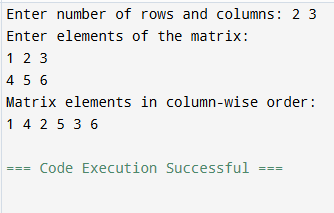 Enter number of rows and columns: 2 3
Enter elements of the matrix:
1 2 3
4 5 6
Matrix elements in column-wise order:
1 4 2 5 3 6
=== Code Execution Successful ===